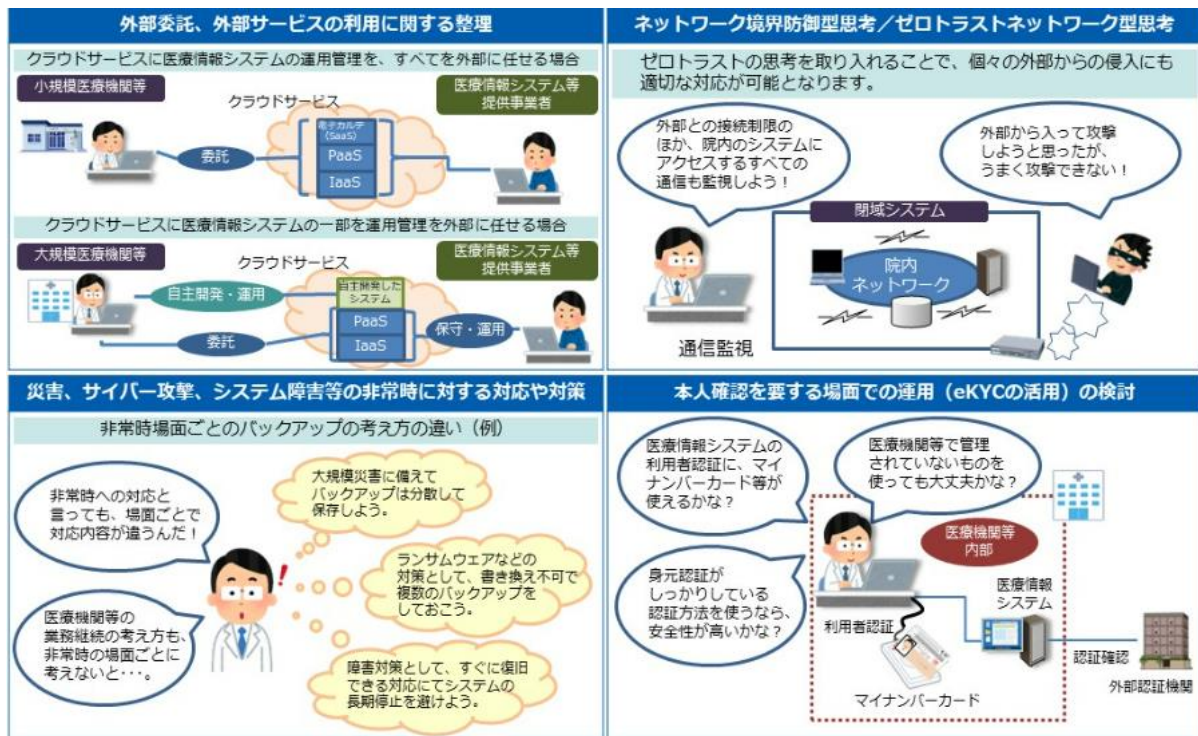 外部委託、外部サービスの利用に関する整理
クラウドサービスに医療情報システムの運用管理を、すべてを外部に任せる場合
小規模医療機関等
クラウドサービス
医療情報システム等
提供事業者
電子カルテ
(SaaS)
PaaS
IaaS
委託
クラウドサービスに医療情報システムの一部を運用管理を外部に任せる場合
大規模医療機関等
クラウドサービス
医療情報システム等
提供事業者
自主開発・運用
自主開発した
システム
PaaS
IaaS
委託
保守・運用
ネットワーク境界防御型思考／ゼロトラストネットワーク型思考
ゼロトラストの思考を取り入れることで、個々の外部からの侵入にも
適切な対応が可能となります。
外部との接続制限の
ほか、院内のシステムに
アクセスするすべての
通信も監視しよう！
外部から入って攻撃
しようと思ったが、
うまく攻撃できない！
閉域システム
院内
ネットワーク
通信監視
災害、サイバー攻撃、システム障害等の非常時に対する対応や対策
非常時場面ごとのバックアップの考え方の違い（例）
非常時への対応と
言っても、場面ごとで
対応内容が違うんだ！
医療機関等の
業務継続の考え方も、
非常時の場面ごとに
考えないと・・・。
大規模災害に備えて
バックアップは分散して
保存しよう。
ランサムウェアなどの
対策として、書き換え不可で
複数のバックアップを
しておこう。
障害対策として、すぐに復旧
できる対応にてシステムの
長期停止を避けよう。
本人確認を要する場面での運用（eKYCの活用）の検討
医療情報システムの
利用者認証に、マイ
ナンバーカード等が
使えるかな？
医療機関等で管理
されていないものを
使っても大丈夫かな？
身元認証が
しっかりしている
認証方法を使うなら、
安全性が高いかな？
医療機関等
内部
医療情報
システム
利用者認証
マイナンバーカード
認証確認
外部認証機関